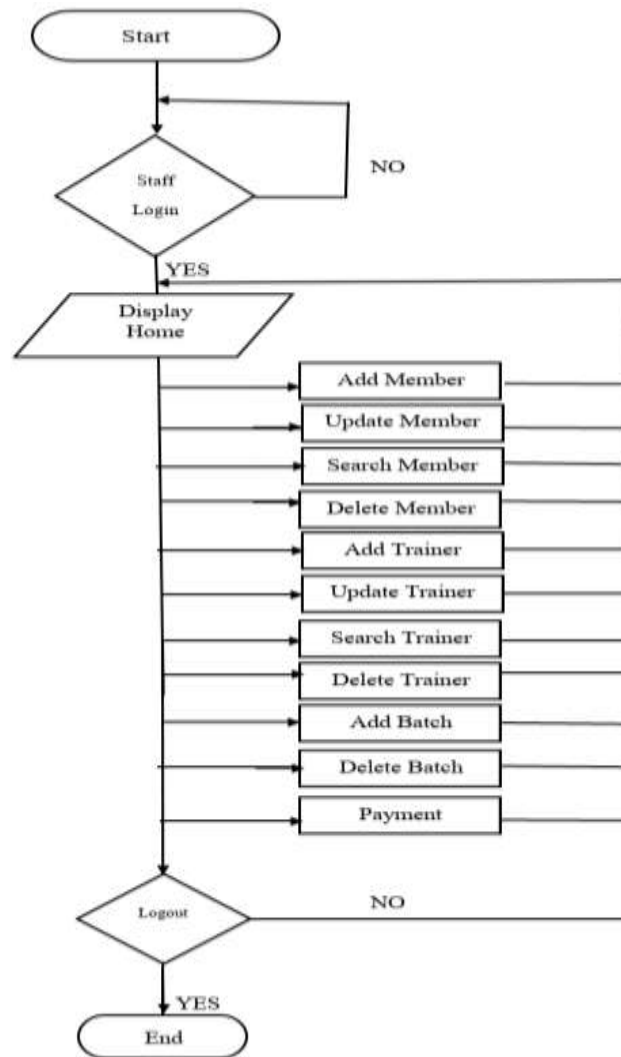 Start
NO
Staff
Login
YES
Display
Home
Add Member
Update Member
Search Member
Delete Member
Add Trainer
Update Trainer
Search Trainer
Delete Trainer
Add Batch
Delete Batch
Payment
Logout
NO
YES
End